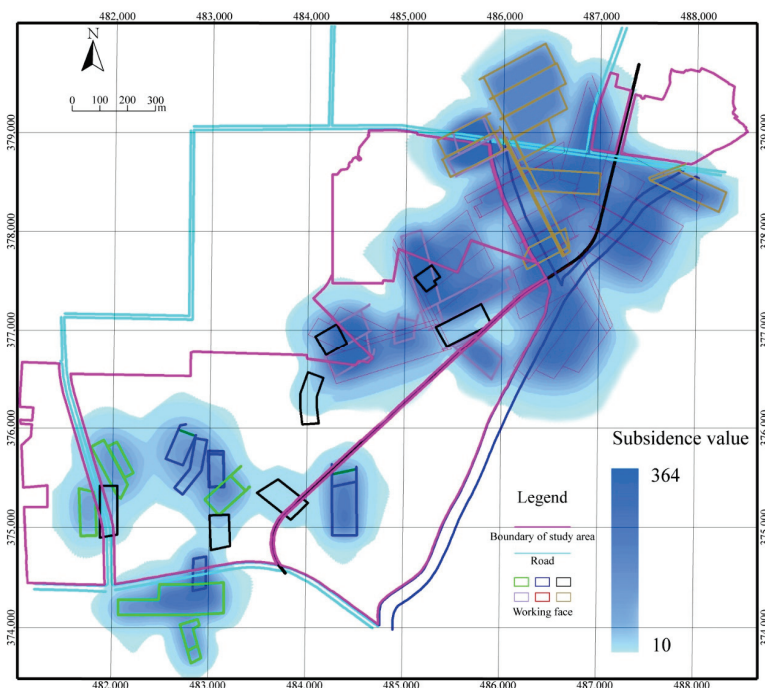 482,000 483,000 484,000 485,000 486,000 487,000 488,000
N
0 100 200 300
m
379,000 379,000
378,000 378,000
377,000 377,000
376,000 376,000
375,000 375,000
374,000 374,000
Subsidence value
364
10
Legend
Boundary of study area
Road
Working face
482,000 483,000 484,000 485,000 486,000 487,000 488,000